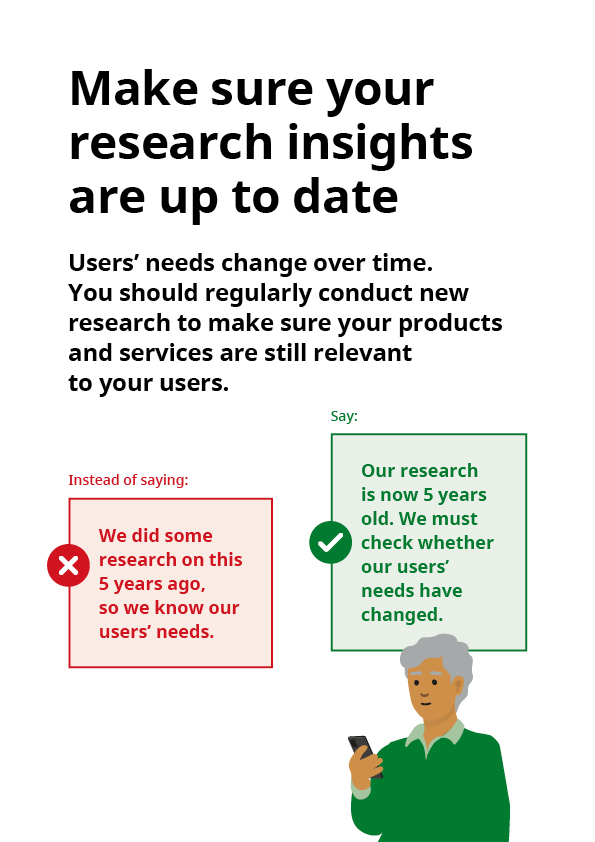 Make sure your
research insights
are up to date
Users’ needs change over time.
You should regularly conduct new
research to make sure your products
and services are still relevant
to your users.
Instead of saying:
We did some
research on this
5 years ago,
so we know our
users’ needs.
Say:
Our research
is now 5 years
old. We must
check whether
our users’
needs have
changed.